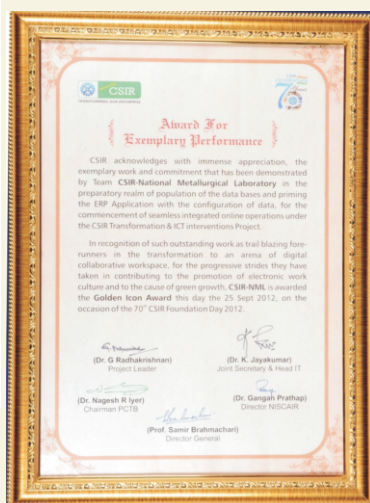 CSIR
Award For
Exemplary Performance
CSIR acknowledges with immense appreciation, the
exemplary work and commitment that has been demonstrated
by Team CSIR-National Metallurgical Laboratory in the
preparatory realm of population of the data bases and priming
the ERP Application with the configuration of data, for the
commencement of seamless integrated online operations under
the CSIR Transformation & ICT interventions Project.
In recognition of such outstanding work as trail blazing fore-
runners in the transformation to an arena of digital
collaborative workspace, for the progressive strides they have
taken in contributing to the promotion of electronic work
culture and to the cause of green growth, CSIR-NML is awarded
the Golden Icon Award this day the 25 Sept 2012, on the
occasion of the 70th CSIR Foundation Day 2012.
(Dr. G Radhakrishnan)
Project Leader
(Dr. K. Jayakumar)
Joint Secretary & Head IT
(Dr. Nagesh R Iyer)
Chairman PCTB
(Dr. Gangan Prathap)
Director NISCAIR
(Prof. Samir Brahmachari)
Director General